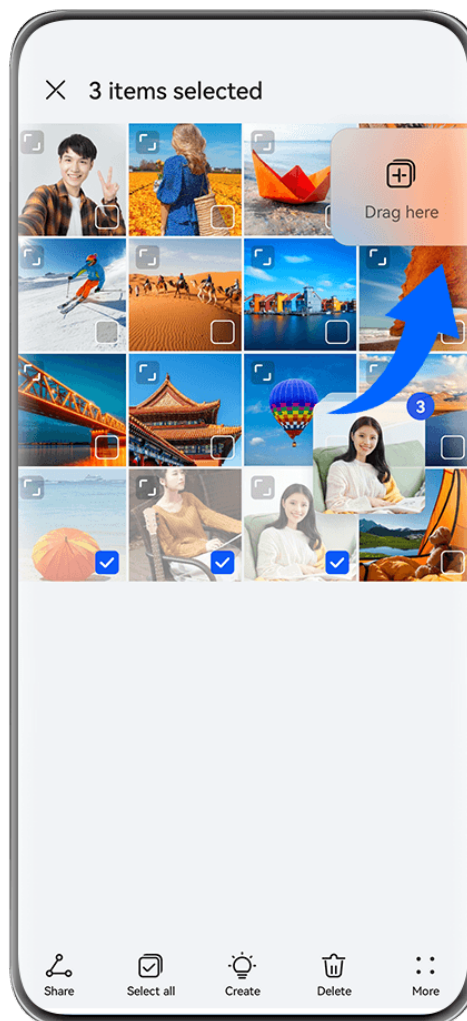 3 items selected
Drag here
3
Share
Select all
Create
Delete
More